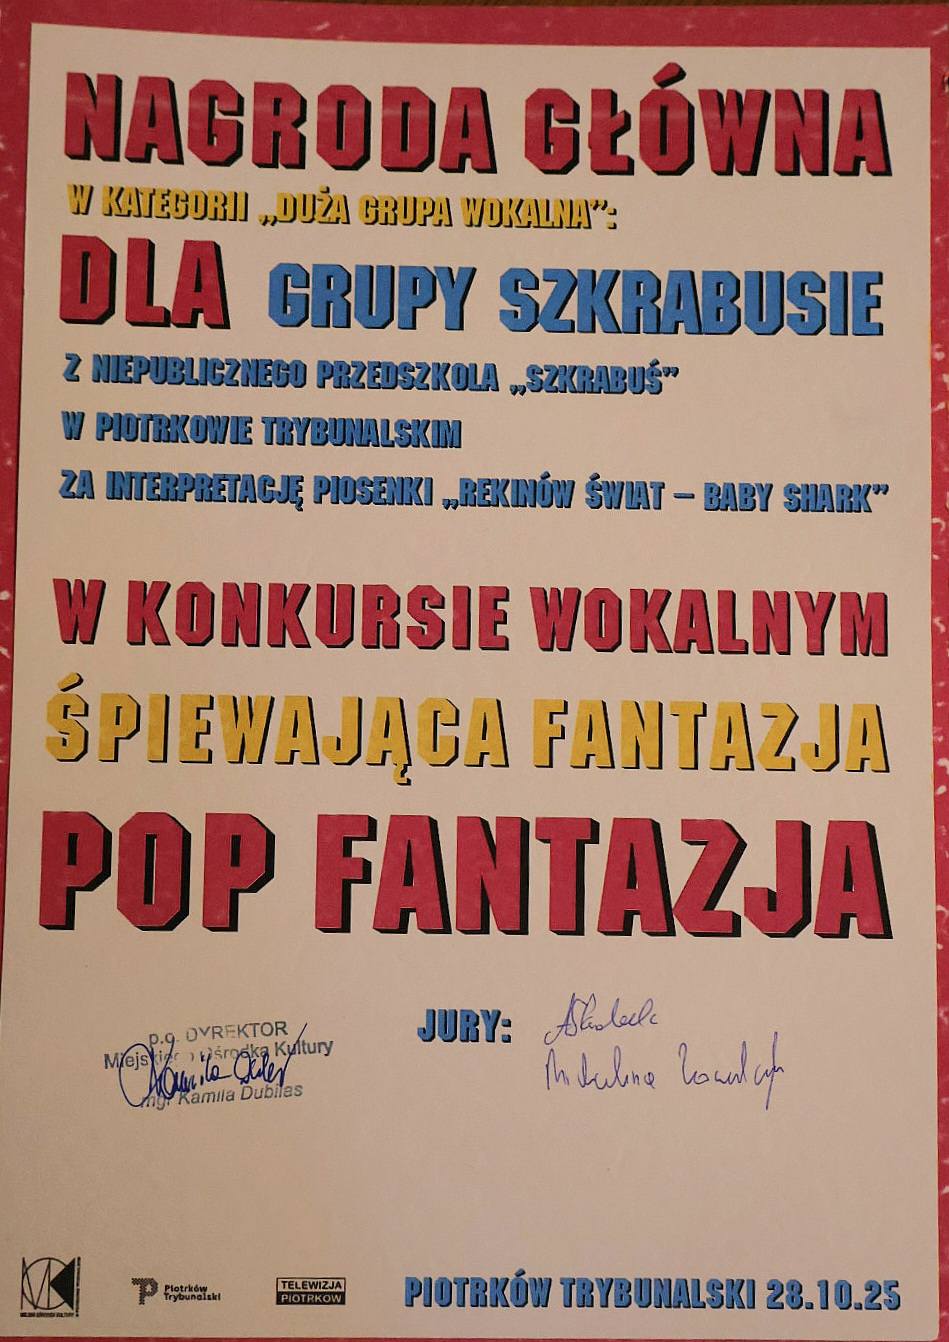 NAGRODA GŁÓWNA
W KATEGORII „DUŻA GRUPA WOKALNA”:
DLA GRUPY SZKRABUSIE
Z NIEPUBLICZNEGO PRZEDSZKOLA „SZKRABUŚ”
W PIOTRKOWIE TRYBUNALSKIM
ZA INTERPRETACJĘ PIOSENKI „REKINÓW ŚWIAT – BABY SHARK”
W KONKURSIE WOKALNYM
ŚPIEWAJĄCA FANTAZJA
POP FANTAZJA
p.o. DYREKTOR
Miejskiego Ośrodka Kultury
mgr Kamila Dubilas
JURY:
Piotrków
Trybunalski
TELEWIZJA
PIOTRKOW
PIOTRKÓW TRYBUNALSKI 28.10.25